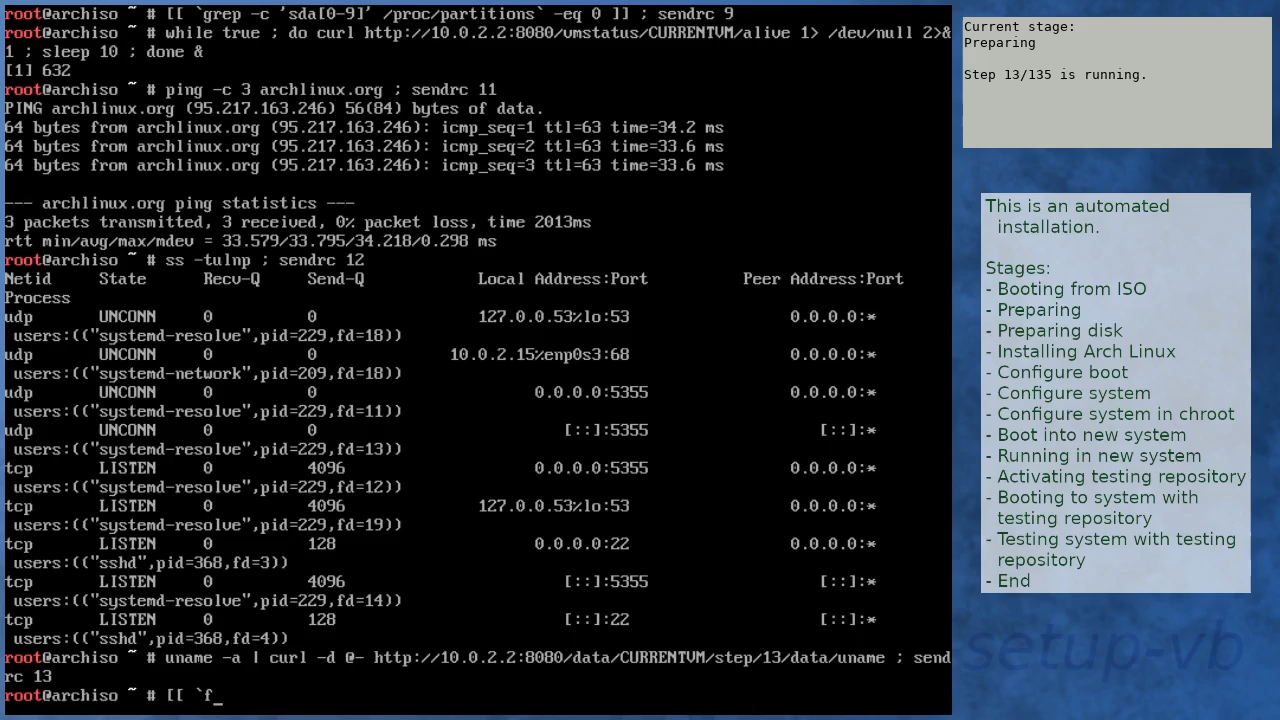 root@archiso ~ # [[ `grep -c 'sda[0-9]' /proc/partitions` -eq 0 ]] ; sendrc 9
root@archiso ~ # while true ; do curl http://10.0.2.2:8080/vmstatus/CURRENTVM/alive 1> /dev/null 2>&
1 ; sleep 10 ; done &
[1] 632
root@archiso ~ # ping -c 3 archlinux.org ; sendrc 11
PING archlinux.org (95.217.163.246) 56(84) bytes of data.
64 bytes from archlinux.org (95.217.163.246): icmp_seq=1 ttl=63 time=34.2 ms
64 bytes from archlinux.org (95.217.163.246): icmp_seq=2 ttl=63 time=33.6 ms
64 bytes from archlinux.org (95.217.163.246): icmp_seq=3 ttl=63 time=33.6 ms

--- archlinux.org ping statistics ---
3 packets transmitted, 3 received, 0% packet loss, time 2013ms
rtt min/avg/max/mdev = 33.579/33.795/34.218/0.298 ms
root@archiso ~ # ss -tulnp ; sendrc 12
Netid State Recv-Q Send-Q Local Address:Port Peer Address:Port
Process
udp UNCONN 0 0 127.0.0.53%lo:53 0.0.0.0:*
users:(("systemd-resolve",pid=229,fd=18))
udp UNCONN 0 0 10.0.2.15%enp0s3:68 0.0.0.0:*
users:(("systemd-network",pid=209,fd=18))
udp UNCONN 0 0 0.0.0.0:5355 0.0.0.0:*
users:(("systemd-resolve",pid=229,fd=11))
udp UNCONN 0 0 [::]:5355 [::]:*
users:(("systemd-resolve",pid=229,fd=13))
tcp LISTEN 0 4096 0.0.0.0:5355 0.0.0.0:*
users:(("systemd-resolve",pid=229,fd=12))
tcp LISTEN 0 4096 127.0.0.53%lo:53 0.0.0.0:*
users:(("systemd-resolve",pid=229,fd=19))
tcp LISTEN 0 128 0.0.0.0:22 0.0.0.0:*
users:(("sshd",pid=368,fd=3))
tcp LISTEN 0 4096 [::]:5355 [::]:*
users:(("systemd-resolve",pid=229,fd=14))
tcp LISTEN 0 128 [::]:22 [::]:*
users:(("sshd",pid=368,fd=4))
root@archiso ~ # uname -a | curl -d @- http://10.0.2.2:8080/data/CURRENTVM/step/13/data/uname ; send
rc 13
root@archiso ~ # [[ `f_
Current stage:
Preparing

Step 13/135 is running.
This is an automated
installation.

Stages:
- Booting from ISO
- Preparing
- Preparing disk
- Installing Arch Linux
- Configure boot
- Configure system
- Configure system in chroot
- Boot into new system
- Running in new system
- Activating testing repository
- Booting to system with
testing repository
- Testing system with testing
repository
- End
setup-vb